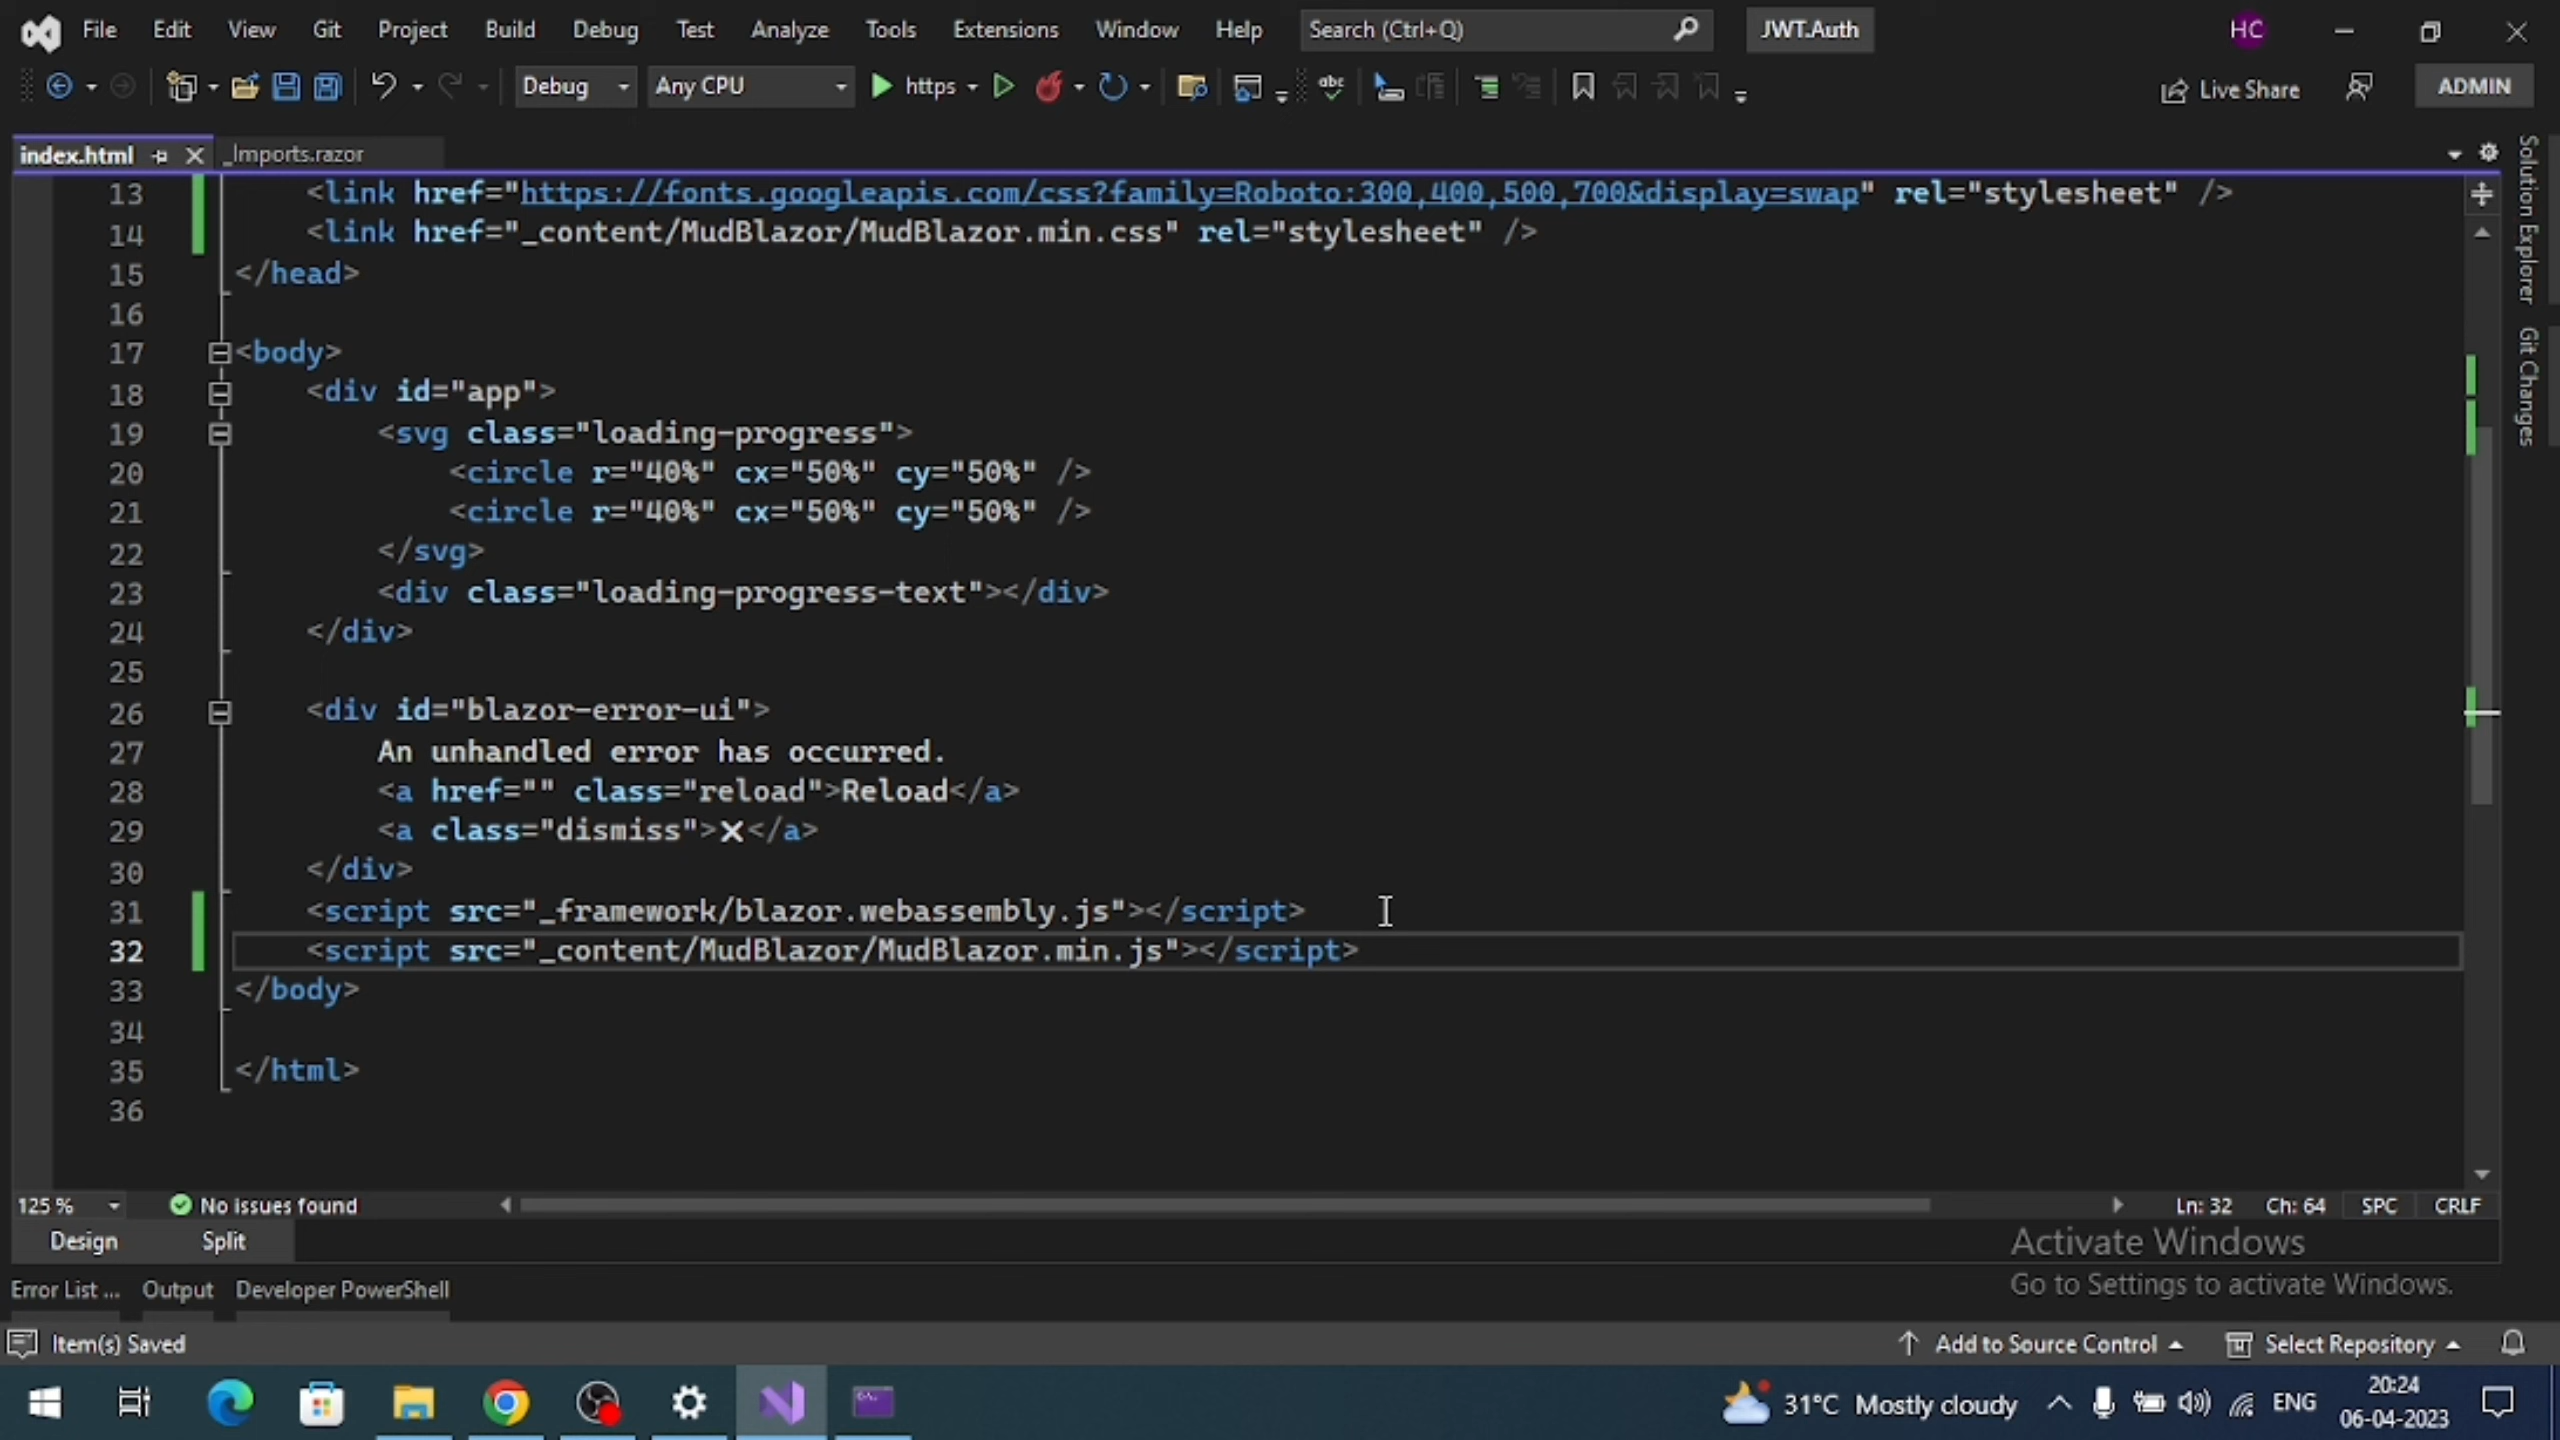 File Edit View Git Project Build Debug Test Analyze Tools Extensions Window Help Search (Ctrl+Q) JWT.Auth HC
Debug Any CPU https abc Live Share ADMIN
index.html _Imports.razor
13 <link href="https://fonts.googleapis.com/css?family=Roboto:300,400,500,700&display=swap" rel="stylesheet" />
14 <link href="_content/MudBlazor/MudBlazor.min.css" rel="stylesheet" />
15 </head>
16
17 <body>
18 <div id="app">
19 <svg class="loading-progress">
20 <circle r="40%" cx="50%" cy="50%" />
21 <circle r="40%" cx="50%" cy="50%" />
22 </svg>
23 <div class="loading-progress-text"></div>
24 </div>
25
26 <div id="blazor-error-ui">
27 An unhandled error has occurred.
28 <a href="" class="reload">Reload</a>
29 <a class="dismiss">🗙</a>
30 </div>
31 <script src="_framework/blazor.webassembly.js"></script>
32 <script src="_content/MudBlazor/MudBlazor.min.js"></script>
33 </body>
34
35 </html>
36
Solution Explorer
Git Changes
125 % No issues found Ln: 32 Ch: 64 SPC CRLF
Design Split
Activate Windows
Go to Settings to activate Windows.
Error List ... Output Developer PowerShell
Item(s) Saved Add to Source Control Select Repository
31°C Mostly cloudy ENG 20:24
06-04-2023